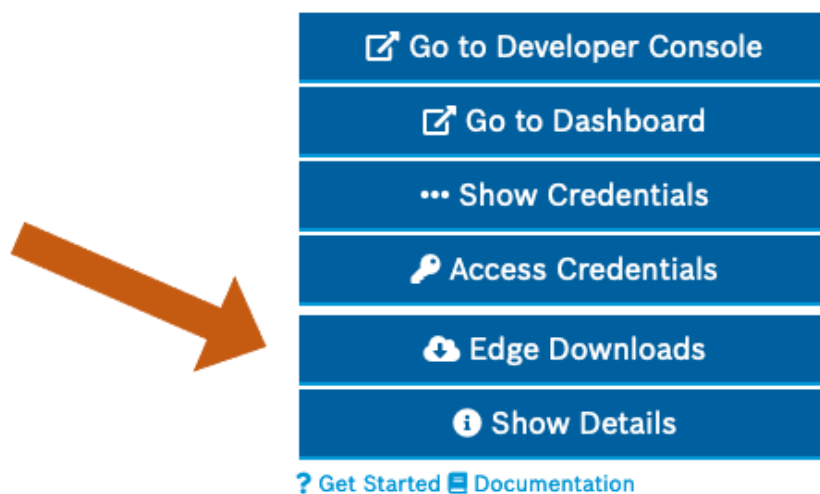 Go to Developer Console
Go to Dashboard
Show Credentials
Access Credentials
Edge Downloads
Show Details
Get Started Documentation